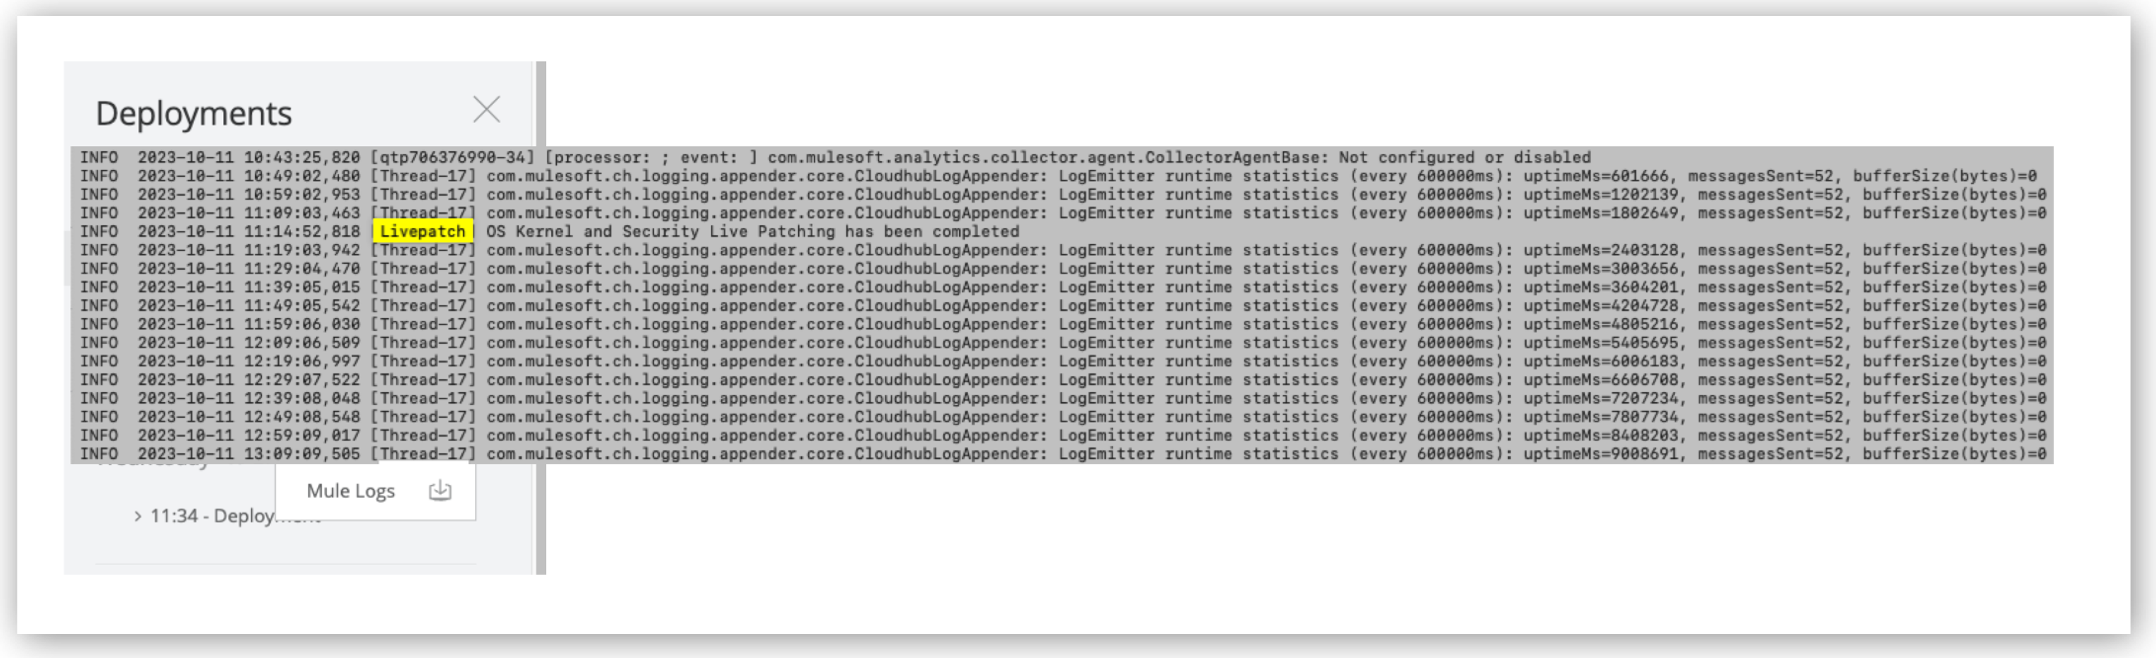 Deployments
INFO  2023-10-11 10:43:25,820 [qtp706376990-34] [processor: ; event: ] com.mulesoft.analytics.collector.agent.CollectorAgentBase: Not configured or disabled
INFO  2023-10-11 10:49:02,480 [Thread-17] com.mulesoft.ch.logging.appender.core.CloudhubLogAppender: LogEmitter runtime statistics (every 600000ms): uptimeMs=601666, messagesSent=52, bufferSize(bytes)=0
INFO  2023-10-11 10:59:02,953 [Thread-17] com.mulesoft.ch.logging.appender.core.CloudhubLogAppender: LogEmitter runtime statistics (every 600000ms): uptimeMs=1202139, messagesSent=52, bufferSize(bytes)=0
INFO  2023-10-11 11:09:03,463 [Thread-17] com.mulesoft.ch.logging.appender.core.CloudhubLogAppender: LogEmitter runtime statistics (every 600000ms): uptimeMs=1802649, messagesSent=52, bufferSize(bytes)=0
INFO  2023-10-11 11:14:52,818 Livepatch OS Kernel and Security Live Patching has been completed
INFO  2023-10-11 11:19:03,942 [Thread-17] com.mulesoft.ch.logging.appender.core.CloudhubLogAppender: LogEmitter runtime statistics (every 600000ms): uptimeMs=2403128, messagesSent=52, bufferSize(bytes)=0
INFO  2023-10-11 11:29:04,470 [Thread-17] com.mulesoft.ch.logging.appender.core.CloudhubLogAppender: LogEmitter runtime statistics (every 600000ms): uptimeMs=3003656, messagesSent=52, bufferSize(bytes)=0
INFO  2023-10-11 11:39:05,015 [Thread-17] com.mulesoft.ch.logging.appender.core.CloudhubLogAppender: LogEmitter runtime statistics (every 600000ms): uptimeMs=3604201, messagesSent=52, bufferSize(bytes)=0
INFO  2023-10-11 11:49:05,542 [Thread-17] com.mulesoft.ch.logging.appender.core.CloudhubLogAppender: LogEmitter runtime statistics (every 600000ms): uptimeMs=4204728, messagesSent=52, bufferSize(bytes)=0
INFO  2023-10-11 11:59:06,030 [Thread-17] com.mulesoft.ch.logging.appender.core.CloudhubLogAppender: LogEmitter runtime statistics (every 600000ms): uptimeMs=4805216, messagesSent=52, bufferSize(bytes)=0
INFO  2023-10-11 12:09:06,509 [Thread-17] com.mulesoft.ch.logging.appender.core.CloudhubLogAppender: LogEmitter runtime statistics (every 600000ms): uptimeMs=5405695, messagesSent=52, bufferSize(bytes)=0
INFO  2023-10-11 12:19:06,997 [Thread-17] com.mulesoft.ch.logging.appender.core.CloudhubLogAppender: LogEmitter runtime statistics (every 600000ms): uptimeMs=6006183, messagesSent=52, bufferSize(bytes)=0
INFO  2023-10-11 12:29:07,522 [Thread-17] com.mulesoft.ch.logging.appender.core.CloudhubLogAppender: LogEmitter runtime statistics (every 600000ms): uptimeMs=6606708, messagesSent=52, bufferSize(bytes)=0
INFO  2023-10-11 12:39:08,048 [Thread-17] com.mulesoft.ch.logging.appender.core.CloudhubLogAppender: LogEmitter runtime statistics (every 600000ms): uptimeMs=7207234, messagesSent=52, bufferSize(bytes)=0
INFO  2023-10-11 12:49:08,548 [Thread-17] com.mulesoft.ch.logging.appender.core.CloudhubLogAppender: LogEmitter runtime statistics (every 600000ms): uptimeMs=7807734, messagesSent=52, bufferSize(bytes)=0
INFO  2023-10-11 12:59:09,017 [Thread-17] com.mulesoft.ch.logging.appender.core.CloudhubLogAppender: LogEmitter runtime statistics (every 600000ms): uptimeMs=8408203, messagesSent=52, bufferSize(bytes)=0
INFO  2023-10-11 13:09:09,505 [Thread-17] com.mulesoft.ch.logging.appender.core.CloudhubLogAppender: LogEmitter runtime statistics (every 600000ms): uptimeMs=9008691, messagesSent=52, bufferSize(bytes)=0
Mule Logs
> 11:34 - Deployment